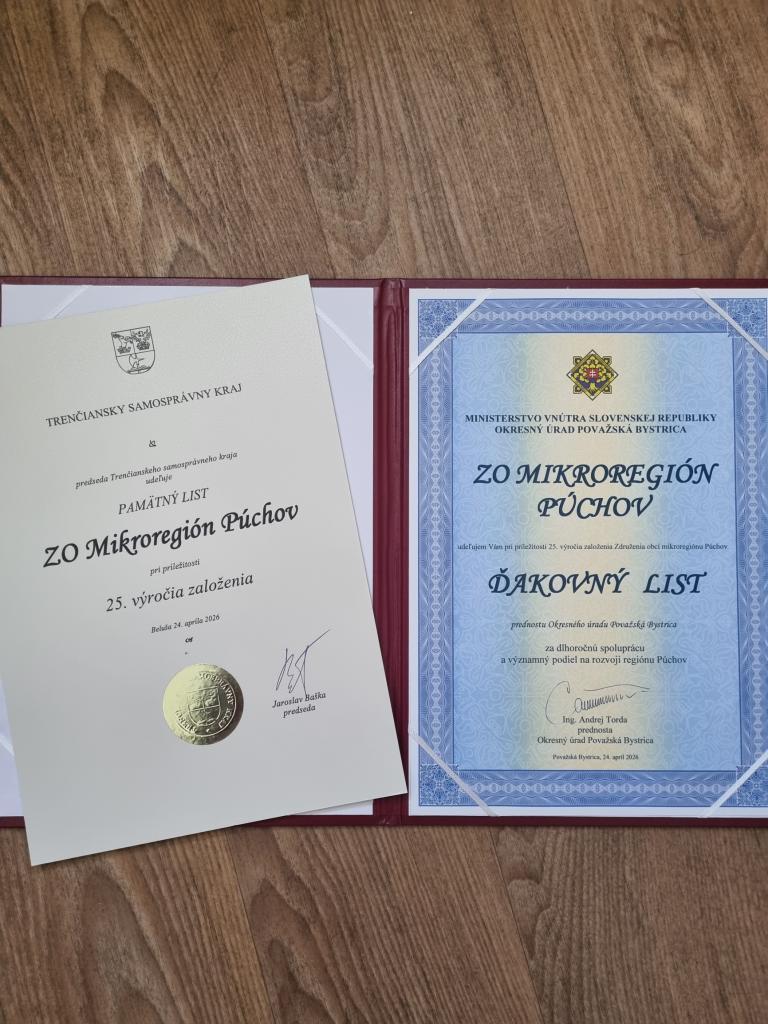 TRENČIANSKY SAMOSPRÁVNY KRAJ
predseda Trenčianskeho samosprávneho kraja
udeľuje
PAMÄTNÝ LIST
ZO Mikroregión Púchov
pri príležitosti
25. výročia založenia
Beluša 24. apríla 2026
Jaroslav Baška
predseda
MINISTERSTVO VNÚTRA SLOVENSKEJ REPUBLIKY
OKRESNÝ ÚRAD POVAŽSKÁ BYSTRICA
ZO MIKROREGIÓN
PÚCHOV
udeľujem Vám pri príležitosti 25. výročia založenia Združenia obcí mikroregiónu Púchov
ĎAKOVNÝ LIST
prednostu Okresného úradu Považská Bystrica
za dlhoročnú spoluprácu
a významný podiel na rozvoji regiónu Púchov
Ing. Andrej Torda
prednosta
Okresný úrad Považská Bystrica
Považská Bystrica, 24. apríl 2026